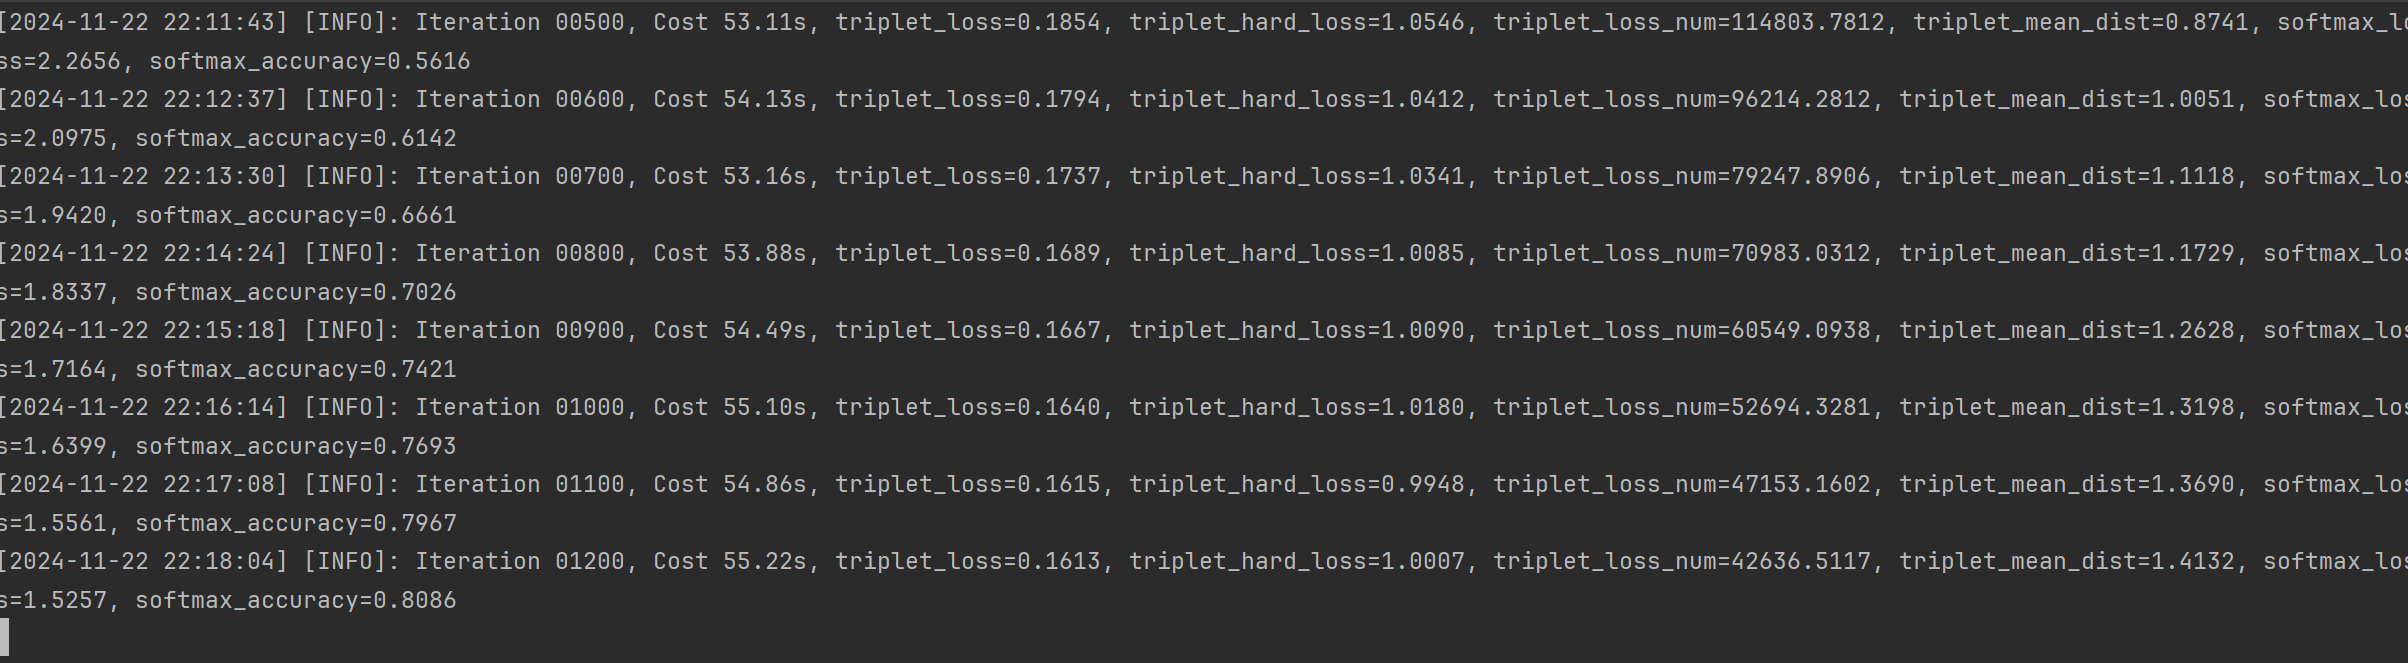 [2024-11-22 22:11:43] [INFO]: Iteration 00500, Cost 53.11s, triplet_loss=0.1854, triplet_hard_loss=1.0546, triplet_loss_num=114803.7812, triplet_mean_dist=0.8741, softmax_lo
ss=2.2656, softmax_accuracy=0.5616
[2024-11-22 22:12:37] [INFO]: Iteration 00600, Cost 54.13s, triplet_loss=0.1794, triplet_hard_loss=1.0412, triplet_loss_num=96214.2812, triplet_mean_dist=1.0051, softmax_los
s=2.0975, softmax_accuracy=0.6142
[2024-11-22 22:13:30] [INFO]: Iteration 00700, Cost 53.16s, triplet_loss=0.1737, triplet_hard_loss=1.0341, triplet_loss_num=79247.8906, triplet_mean_dist=1.1118, softmax_los
s=1.9420, softmax_accuracy=0.6661
[2024-11-22 22:14:24] [INFO]: Iteration 00800, Cost 53.88s, triplet_loss=0.1689, triplet_hard_loss=1.0085, triplet_loss_num=70983.0312, triplet_mean_dist=1.1729, softmax_los
s=1.8337, softmax_accuracy=0.7026
[2024-11-22 22:15:18] [INFO]: Iteration 00900, Cost 54.49s, triplet_loss=0.1667, triplet_hard_loss=1.0090, triplet_loss_num=60549.0938, triplet_mean_dist=1.2628, softmax_los
s=1.7164, softmax_accuracy=0.7421
[2024-11-22 22:16:14] [INFO]: Iteration 01000, Cost 55.10s, triplet_loss=0.1640, triplet_hard_loss=1.0180, triplet_loss_num=52694.3281, triplet_mean_dist=1.3198, softmax_los
s=1.6399, softmax_accuracy=0.7693
[2024-11-22 22:17:08] [INFO]: Iteration 01100, Cost 54.86s, triplet_loss=0.1615, triplet_hard_loss=0.9948, triplet_loss_num=47153.1602, triplet_mean_dist=1.3690, softmax_los
s=1.5561, softmax_accuracy=0.7967
[2024-11-22 22:18:04] [INFO]: Iteration 01200, Cost 55.22s, triplet_loss=0.1613, triplet_hard_loss=1.0007, triplet_loss_num=42636.5117, triplet_mean_dist=1.4132, softmax_los
s=1.5257, softmax_accuracy=0.8086